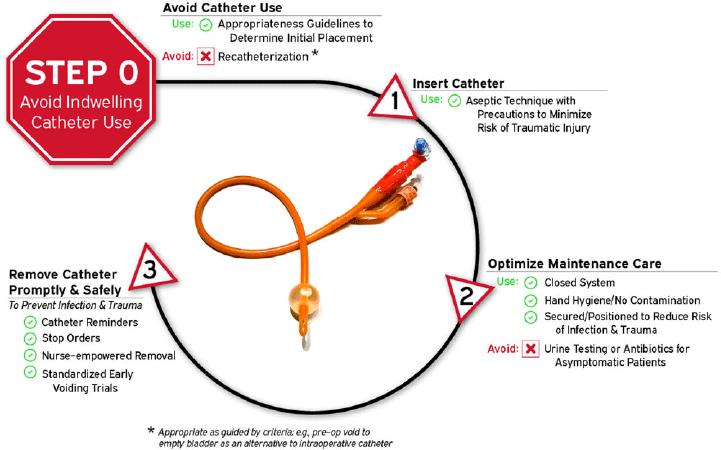 STEP 0
Avoid Indwelling
Catheter Use
Avoid Catheter Use
Use: Appropriateness Guidelines to
Determine Initial Placement
Avoid: Recatheterization *
1
Insert Catheter
Use: Aseptic Technique with
Precautions to Minimize
Risk of Traumatic Injury
2
Optimize Maintenance Care
Use: Closed System
Hand Hygiene/No Contamination
Secured/Positioned to Reduce Risk
of Infection & Trauma
Avoid: Urine Testing or Antibiotics for
Asymptomatic Patients
3
Remove Catheter
Promptly & Safely
To Prevent Infection & Trauma
Catheter Reminders
Stop Orders
Nurse-empowered Removal
Standardized Early
Voiding Trials
* Appropriate as guided by criteria; e.g., pre-op void to
empty bladder as an alternative to intraoperative catheter